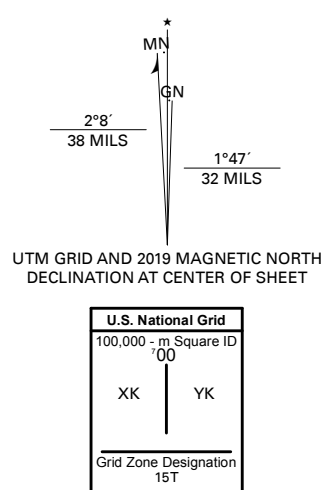 ★
MN
GN
2°8´
38 MILS
1°47´
32 MILS
UTM GRID AND 2019 MAGNETIC NORTH
DECLINATION AT CENTER OF SHEET
U.S. National Grid
100,000 - m Square ID
⁷00
XK YK
Grid Zone Designation
15T